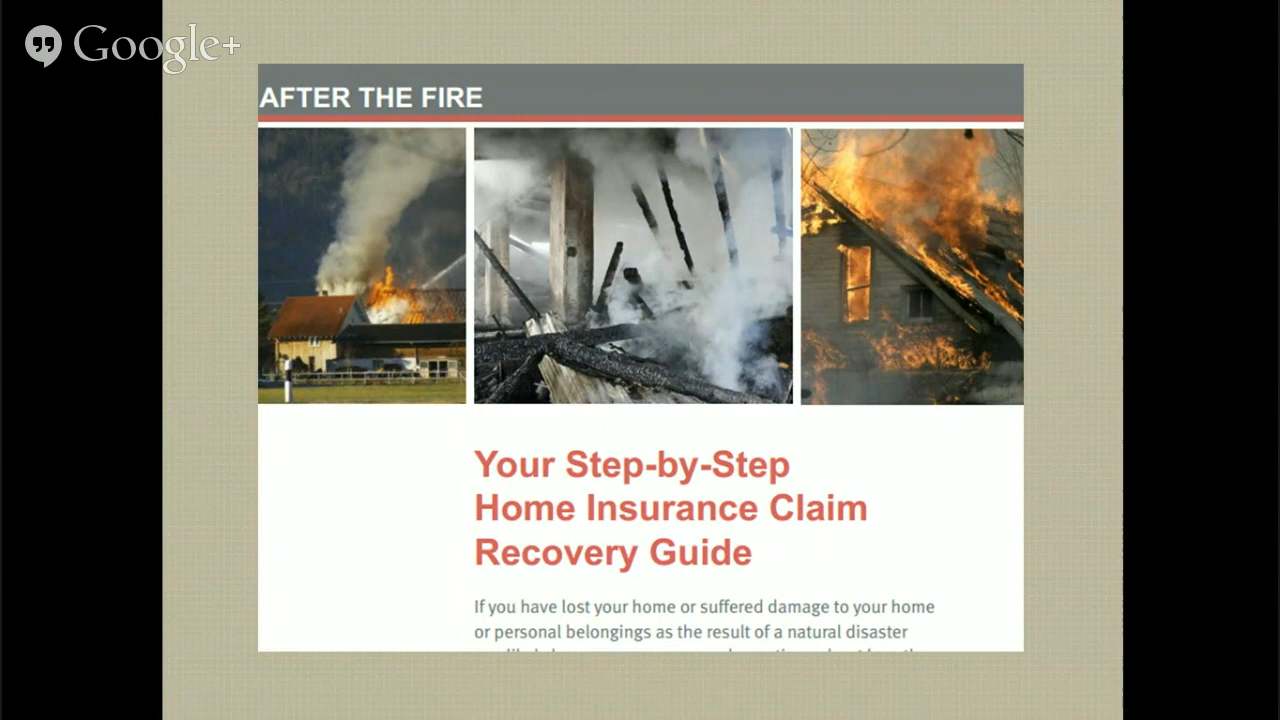 Google+
AFTER THE FIRE
Your Step-by-Step
Home Insurance Claim
Recovery Guide
If you have lost your home or suffered damage to your home
or personal belongings as the result of a natural disaster